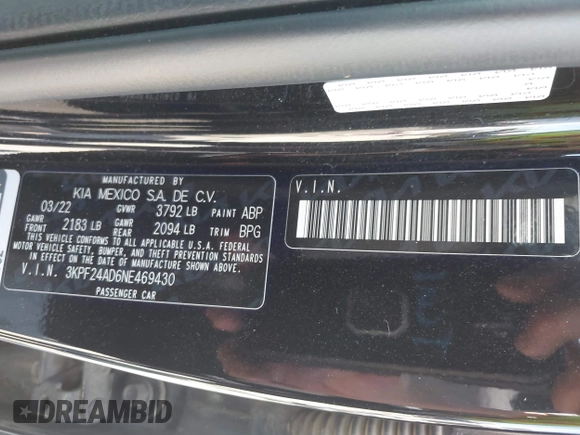 MANUFACTURED BY
KIA MEXICO S.A. DE C.V.
03/22 GVWR 3792 LB PAINT ABP
GAWR FRONT 2183 LB GAWR REAR 2094 LB TRIM BPG
THIS VEHICLE CONFORMS TO ALL APPLICABLE U.S.A. FEDERAL
MOTOR VEHICLE SAFETY, BUMPER, AND THEFT PREVENTION STANDARDS
IN EFFECT ON THE DATE OF MANUFACTURE SHOWN ABOVE.
V.I.N. 3KPF24AD6NE469430
PASSENGER CAR
V.I.N.
DREAMBID